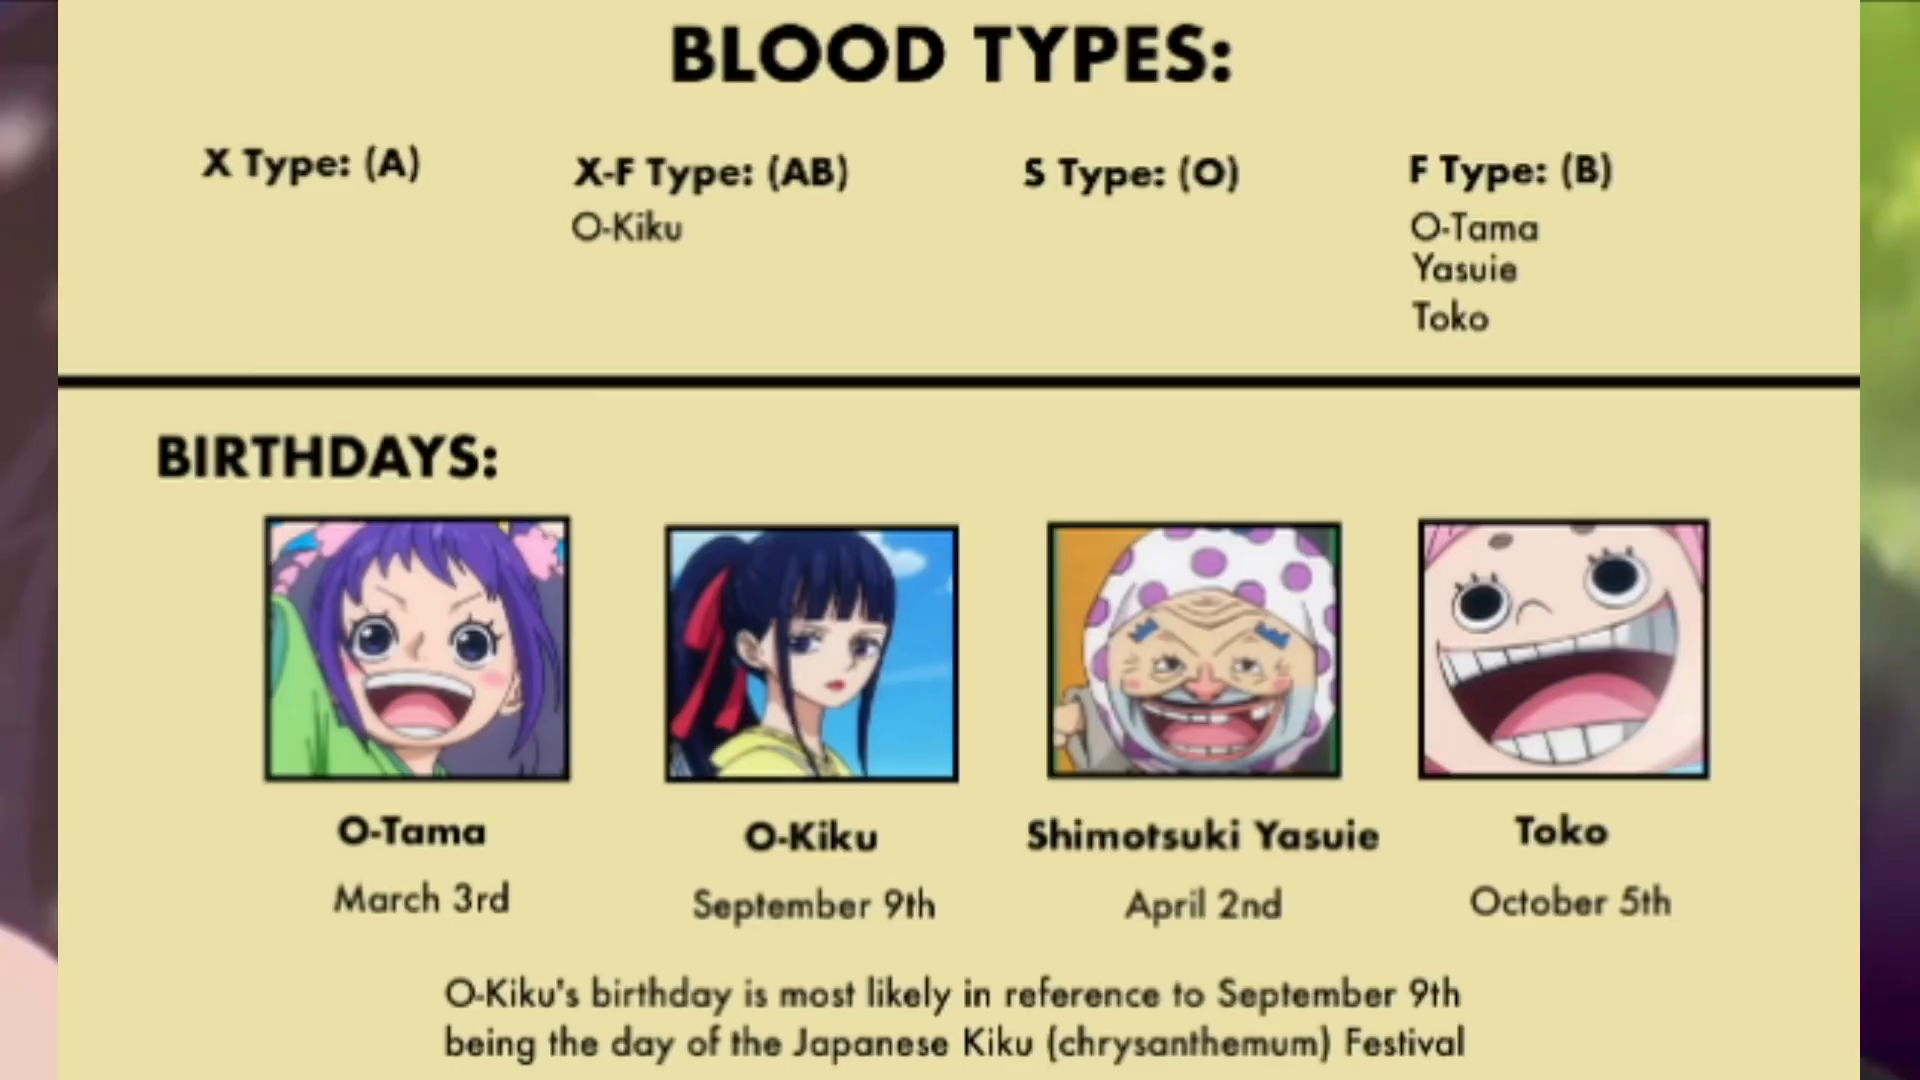 BLOOD TYPES:
X Type: (A)
X-F Type: (AB)
O-Kiku
S Type: (O)
F Type: (B)
O-Tama
Yasuie
Toko
BIRTHDAYS:
O-Tama
March 3rd
O-Kiku
September 9th
Shimotsuki Yasuie
April 2nd
Toko
October 5th
O-Kiku's birthday is most likely in reference to September 9th
being the day of the Japanese Kiku (chrysanthemum) Festival